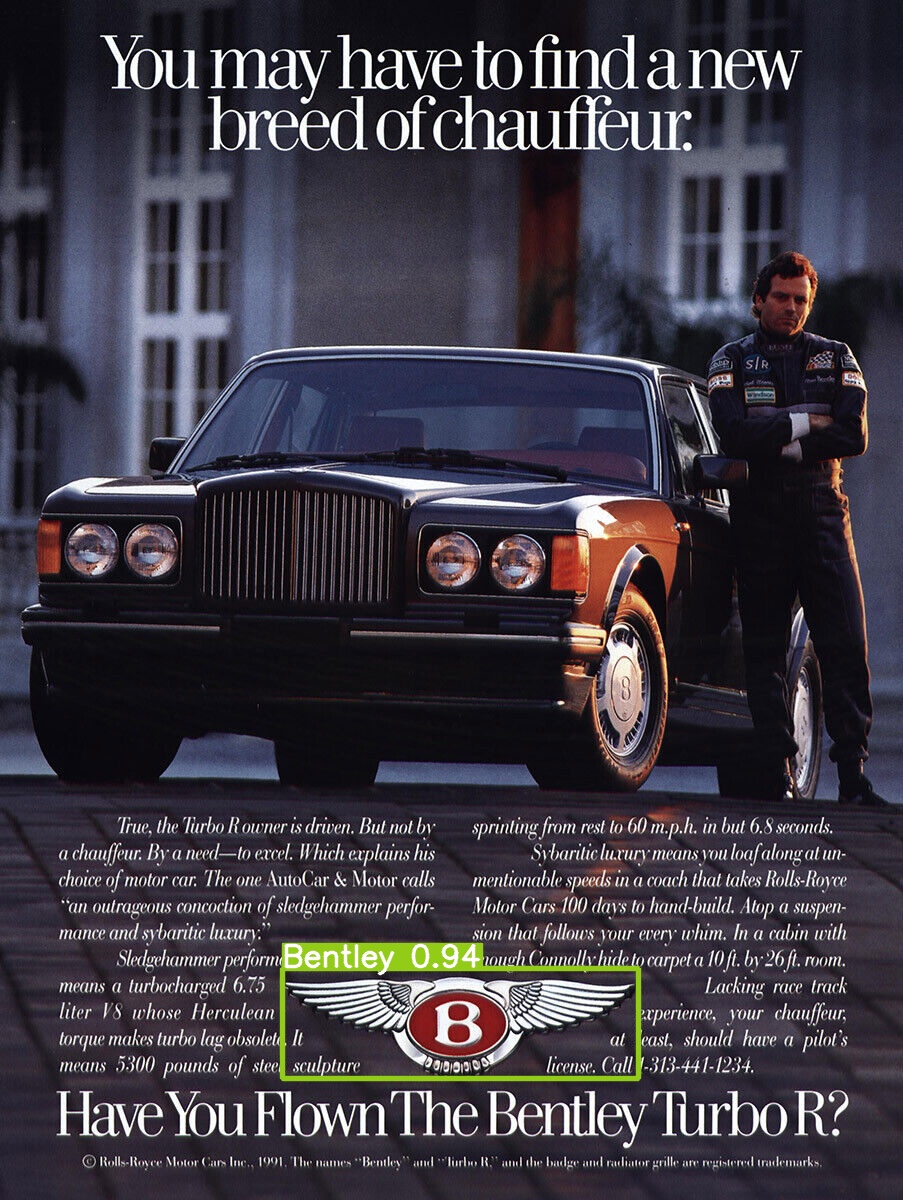 You may have to find a new
breed of chauffeur.
S/R
Windsor
8
True, the Turbo R owner is driven. But not by
a chauffeur. By a need—to excel. Which explains his
choice of motor car. The one AutoCar & Motor calls
"an outrageous concoction of sledgehammer perfor-
mance and sybaritic luxury."
Sledgehammer perform
means a turbocharged 6.75
liter V8 whose Herculean
torque makes turbo lag obsolete. It
means 5300 pounds of steel sculpture
sprinting from rest to 60 m.p.h. in but 6.8 seconds.
Sybaritic luxury means you loaf along at un-
mentionable speeds in a coach that takes Rolls-Royce
Motor Cars 100 days to hand-build. Atop a suspen-
sion that follows your every whim. In a cabin with
enough Connolly hide to carpet a 10 ft. by 26 ft. room.
Lacking race track
experience, your chauffeur,
at least, should have a pilot's
license. Call 1-313-441-1234.
Bentley 0.94
B
Have You Flown The Bentley Turbo R?
© Rolls-Royce Motor Cars Inc., 1991. The names "Bentley" and "Turbo R," and the badge and radiator grille are registered trademarks.